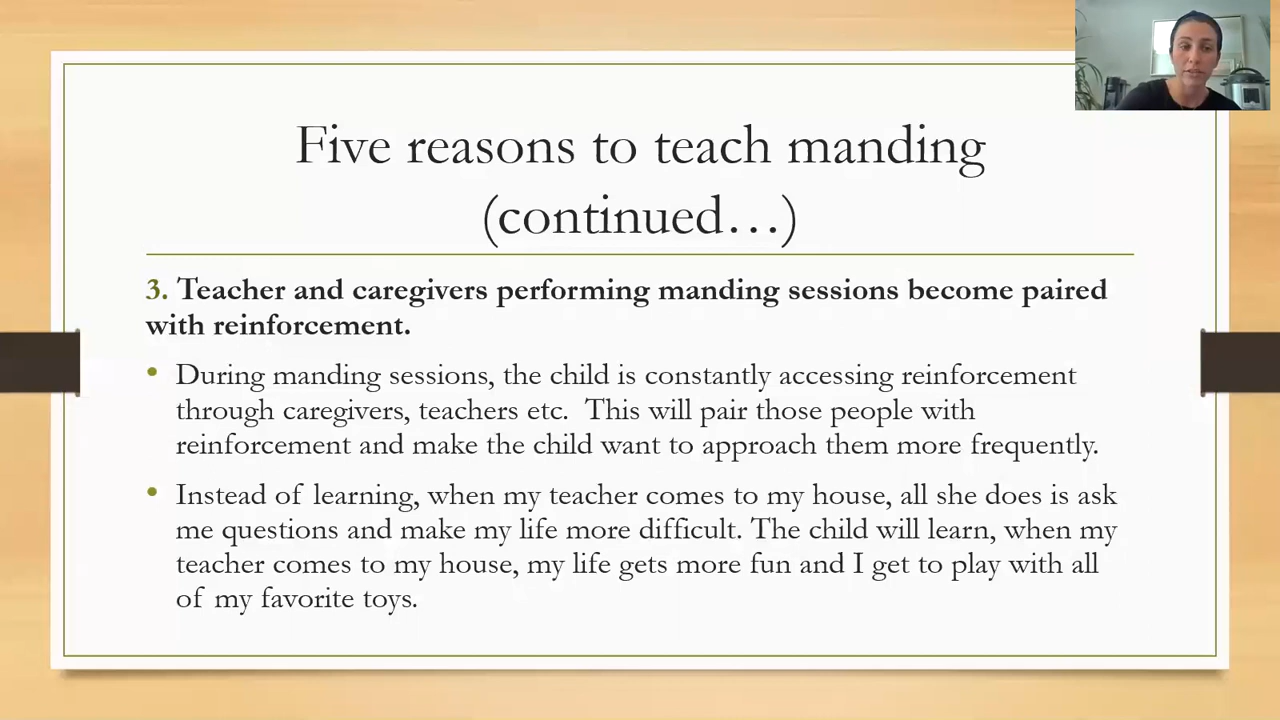 Five reasons to teach manding
(continued…)
3. Teacher and caregivers performing manding sessions become paired
with reinforcement.
• During manding sessions, the child is constantly accessing reinforcement
through caregivers, teachers etc.  This will pair those people with
reinforcement and make the child want to approach them more frequently.
• Instead of learning, when my teacher comes to my house, all she does is ask
me questions and make my life more difficult. The child will learn, when my
teacher comes to my house, my life gets more fun and I get to play with all
of my favorite toys.